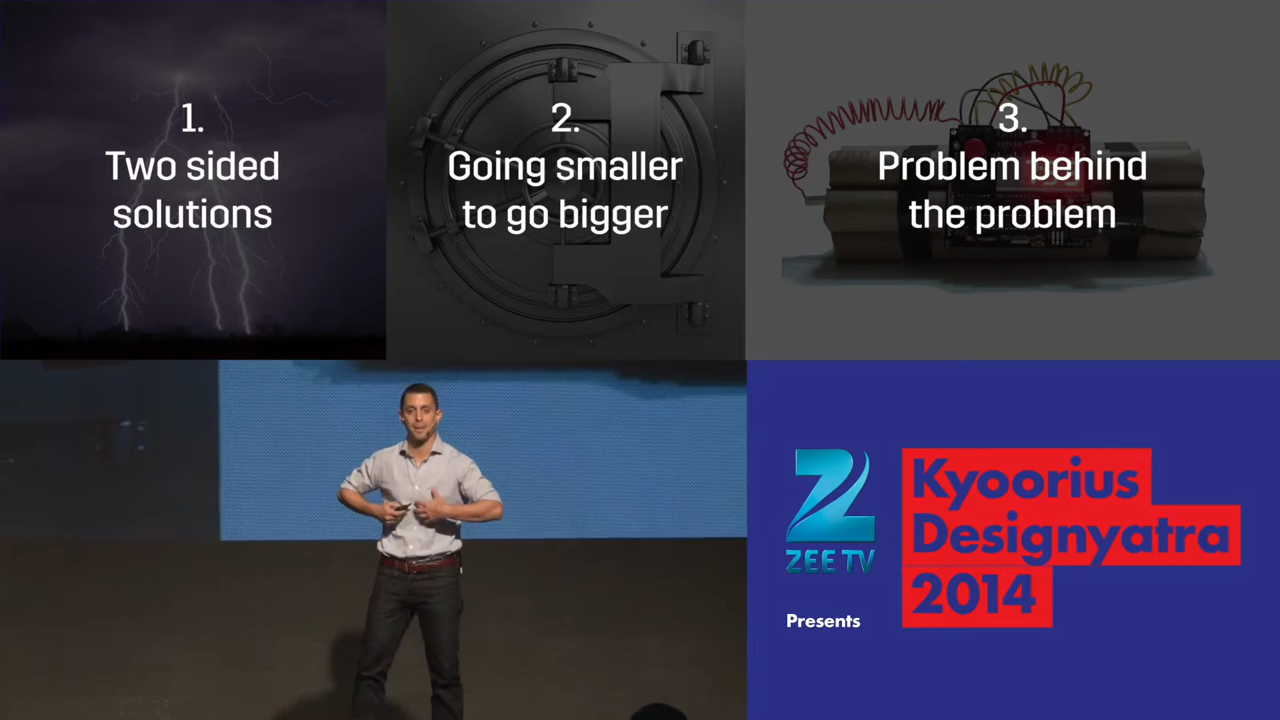 1.
Two sided
solutions
2.
Going smaller
to go bigger
3.
Problem behind
the problem
ZEE TV
Presents
Kyoorius
Designyatra
2014